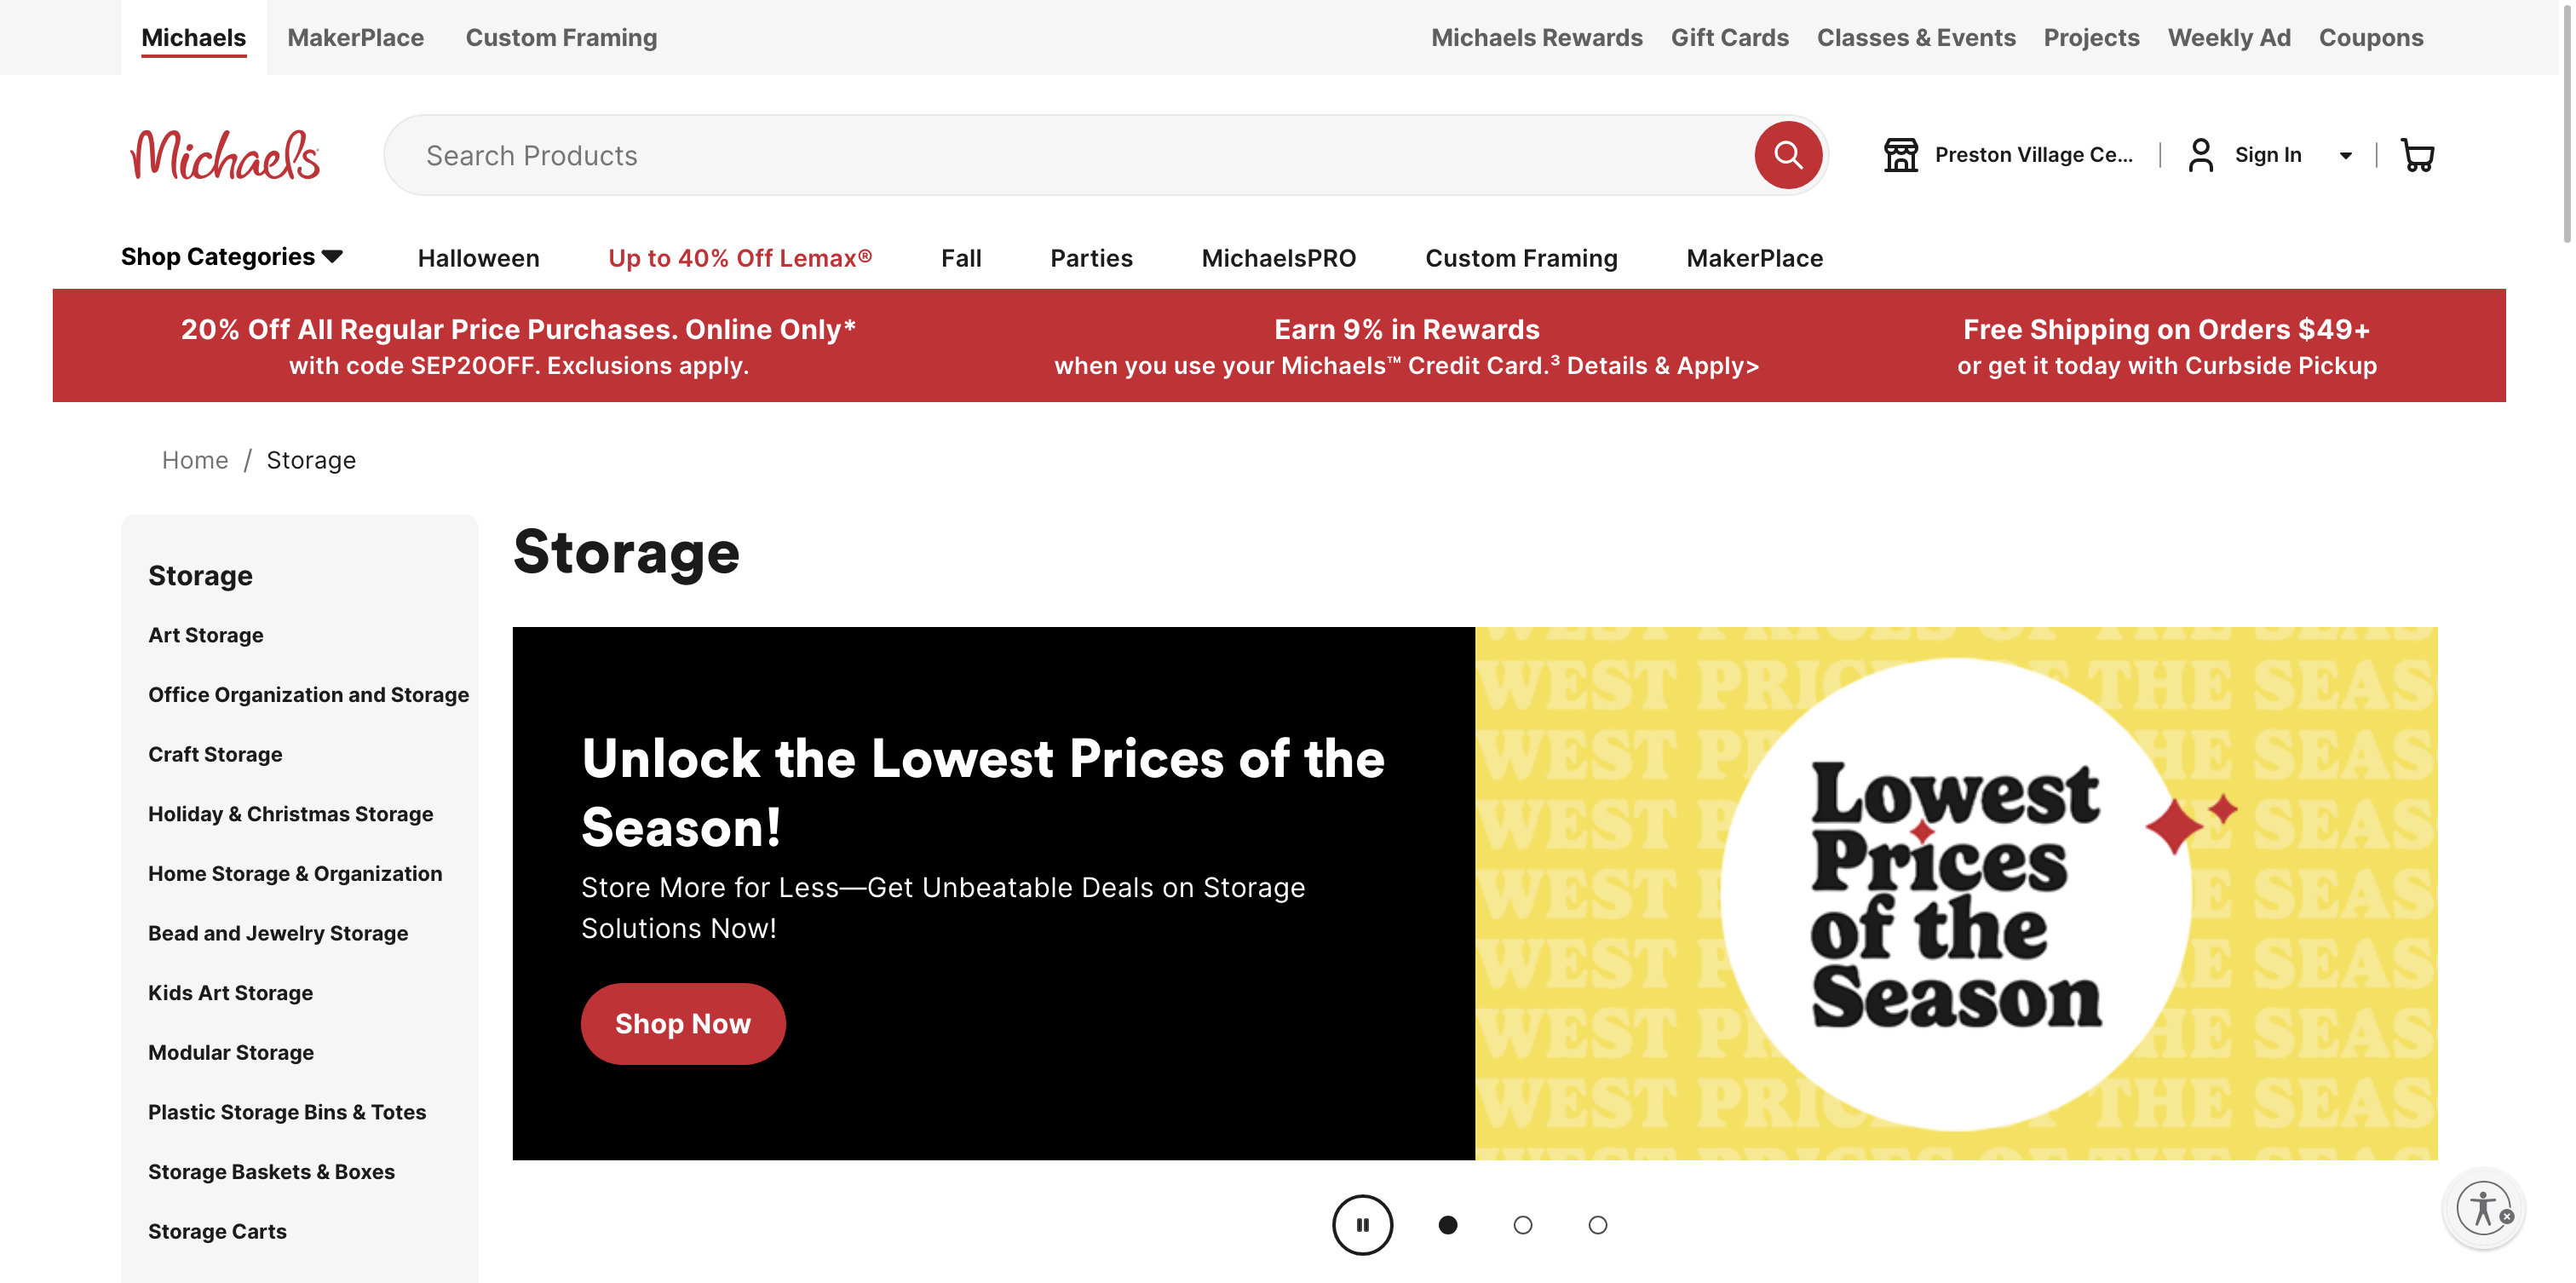 Michaels
MakerPlace
Custom Framing
Michaels Rewards
Gift Cards
Classes & Events
Projects
Weekly Ad
Coupons
Michaels
Search Products
Preston Village Ce...
Sign In
Shop Categories
Halloween
Up to 40% Off Lemax®
Fall
Parties
MichaelsPRO
Custom Framing
MakerPlace
20% Off All Regular Price Purchases. Online Only*
with code SEP20OFF. Exclusions apply.
Earn 9% in Rewards
when you use your Michaels™ Credit Card.³ Details & Apply>
Free Shipping on Orders $49+
or get it today with Curbside Pickup
Home / Storage
Storage
Art Storage
Office Organization and Storage
Craft Storage
Holiday & Christmas Storage
Home Storage & Organization
Bead and Jewelry Storage
Kids Art Storage
Modular Storage
Plastic Storage Bins & Totes
Storage Baskets & Boxes
Storage Carts
Storage
Unlock the Lowest Prices of the
Season!
Store More for Less—Get Unbeatable Deals on Storage
Solutions Now!
Shop Now
Lowest
Prices
of the
Season